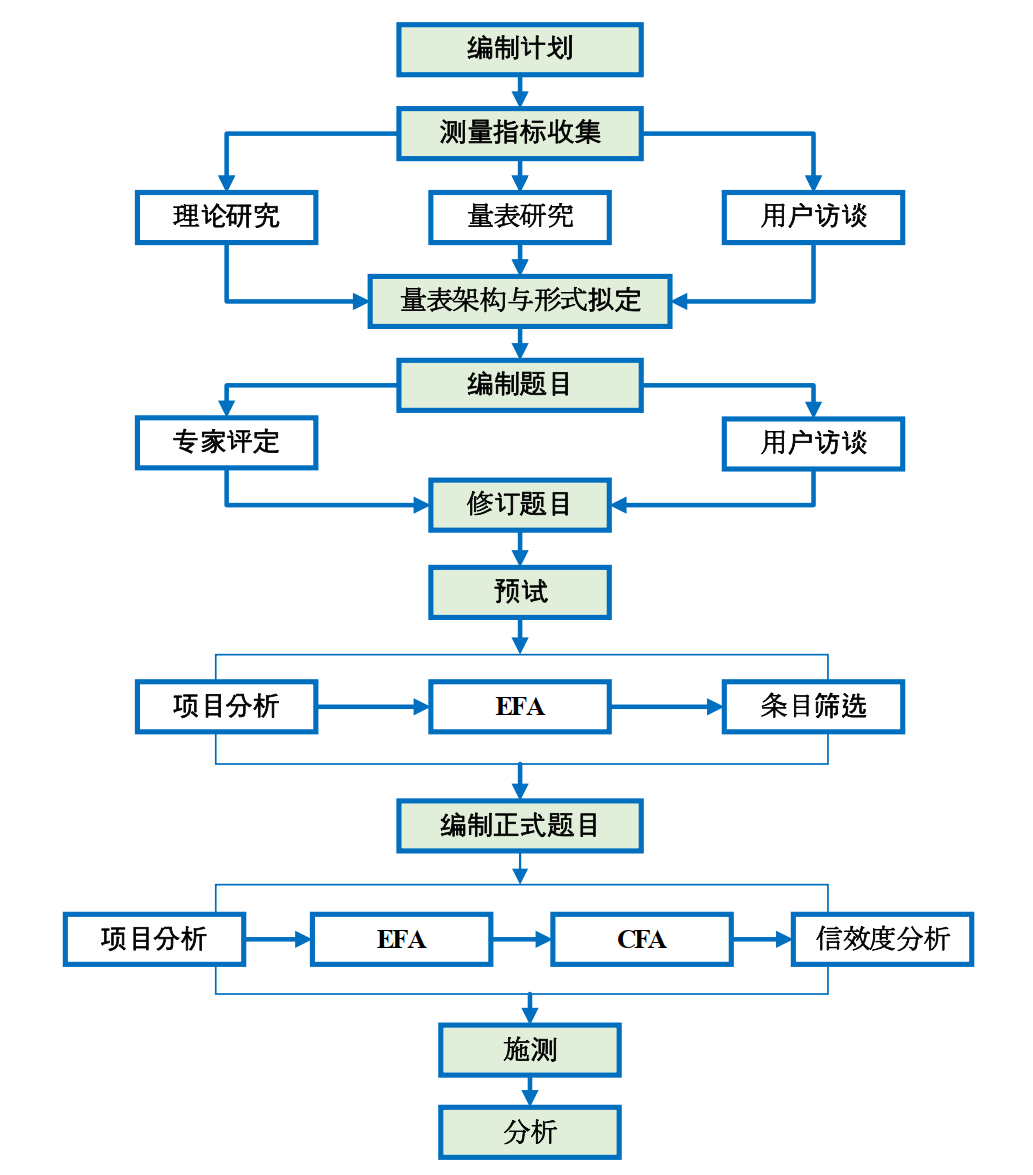 编制计划
测量指标收集
理论研究
量表研究
用户访谈
量表架构与形式拟定
编制题目
专家评定
用户访谈
修订题目
预试
项目分析
EFA
条目筛选
编制正式题目
项目分析
EFA
CFA
信效度分析
施测
分析